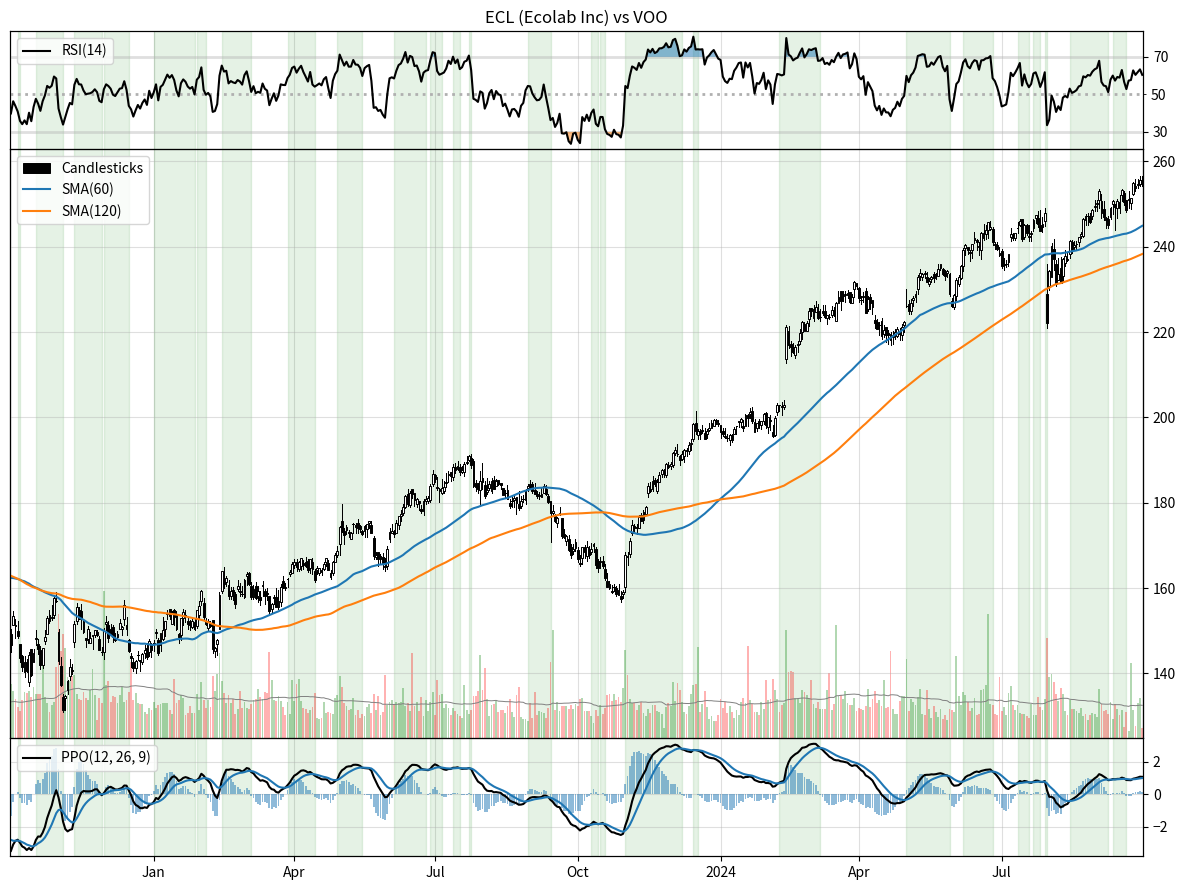 ECL (Ecolab Inc) vs VOO
RSI(14)
70
50
30
Candlesticks
SMA(60)
SMA(120)
260
240
220
200
180
160
140
PPO(12, 26, 9)
2
0
−2
Jan
Apr
Jul
Oct
2024
Apr
Jul